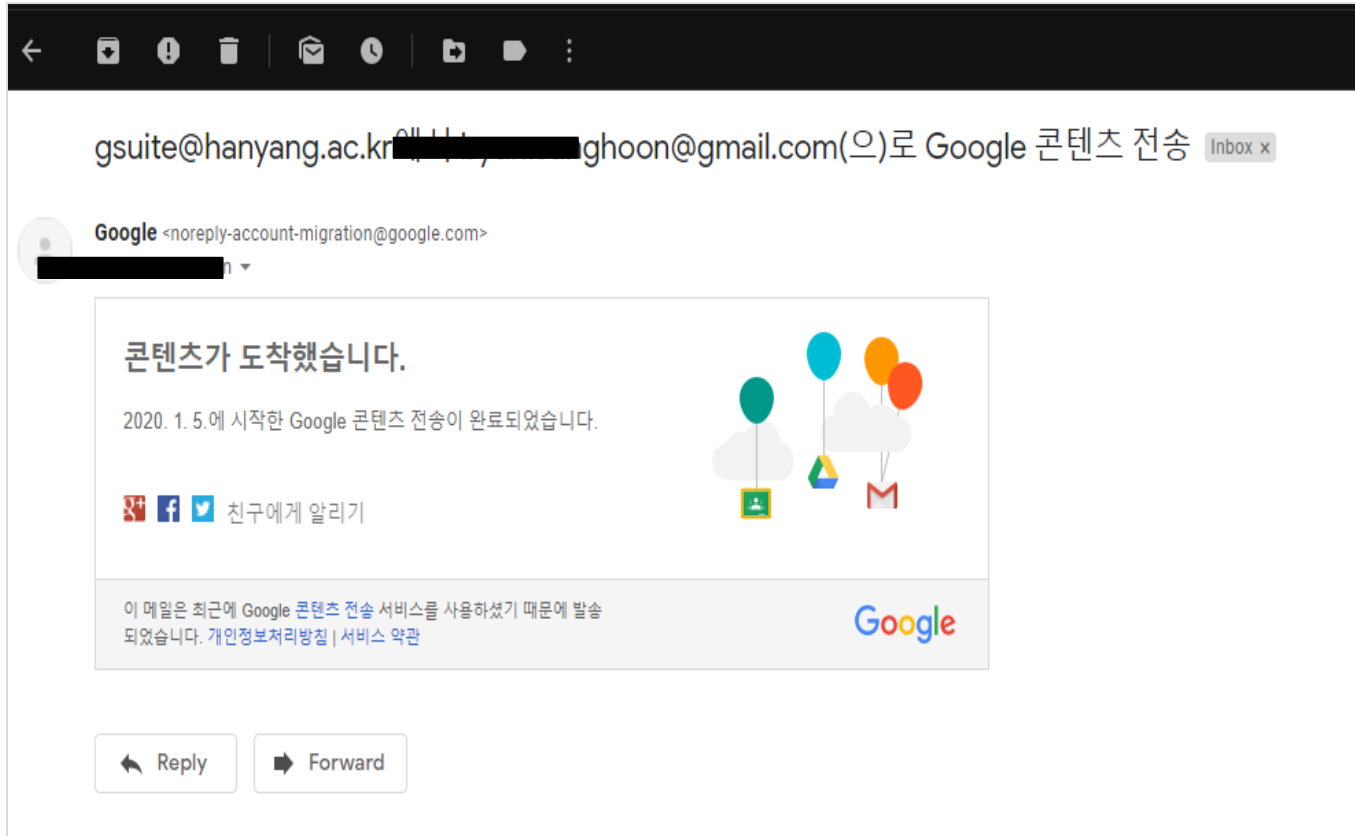 gsuite@hanyang.ac.kr ghoon@gmail.com(으)로 Google 콘텐츠 전송 Inbox x
Google <noreply-account-migration@google.com>
콘텐츠가 도착했습니다.
2020. 1. 5.에 시작한 Google 콘텐츠 전송이 완료되었습니다.
친구에게 알리기
이 메일은 최근에 Google 콘텐츠 전송 서비스를 사용하셨기 때문에 발송
되었습니다. 개인정보처리방침 | 서비스 약관
Google
Reply
Forward